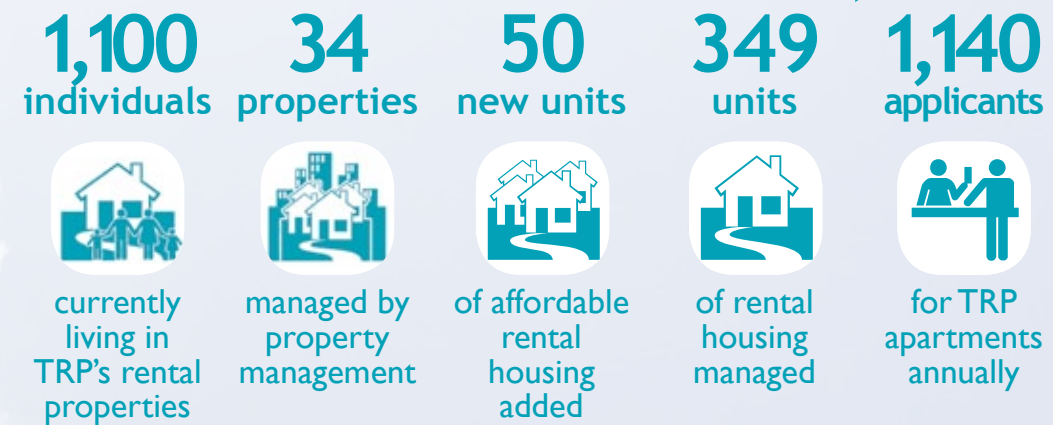 1,100
individuals
currently
living in
TRP's rental
properties
34
properties
managed by
property
management
50
new units
of affordable
rental
housing
added
349
units
of rental
housing
managed
1,140
applicants
for TRP
apartments
annually